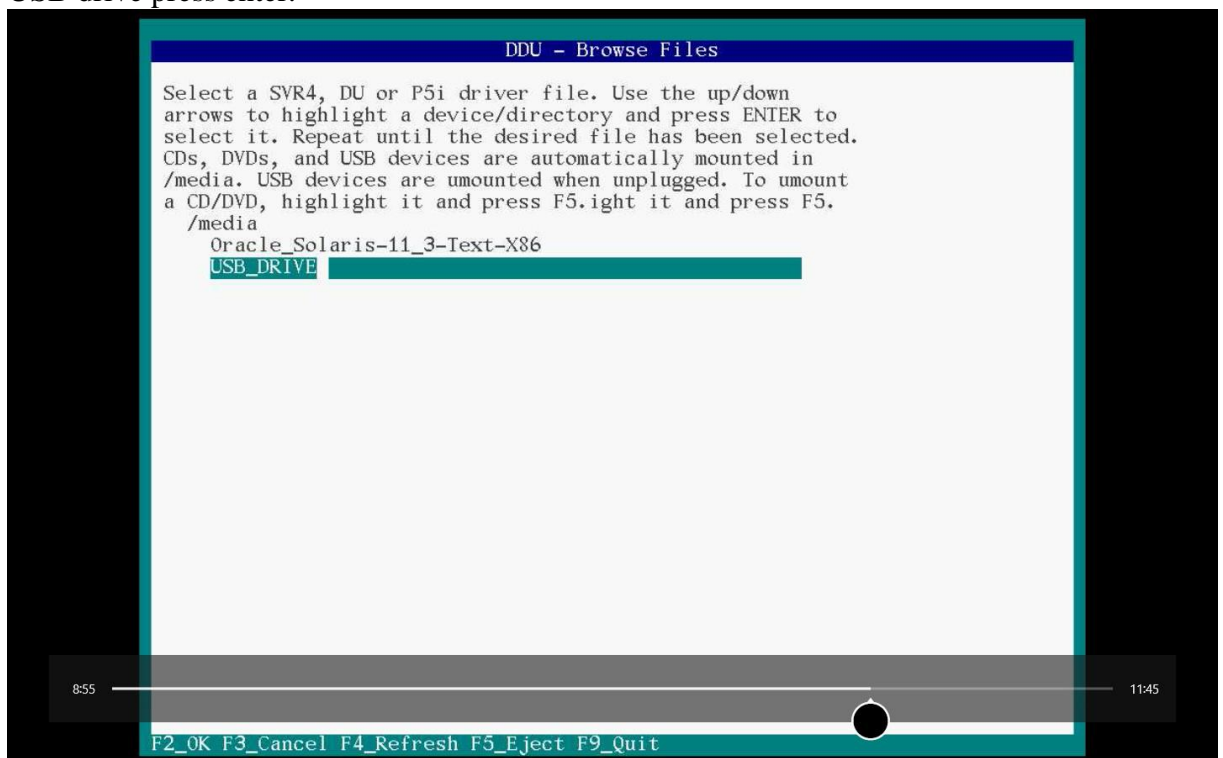 USB drive press enter.
DDU – Browse Files
Select a SVR4, DU or P5i driver file. Use the up/down
arrows to highlight a device/directory and press ENTER to
select it. Repeat until the desired file has been selected.
CDs, DVDs, and USB devices are automatically mounted in
/media. USB devices are umounted when unplugged. To umount
a CD/DVD, highlight it and press F5.ight it and press F5.
/media
Oracle_Solaris-11_3-Text-X86
USB_DRIVE
8:55
11:45
F2_OK F3_Cancel F4_Refresh F5_Eject F9_Quit